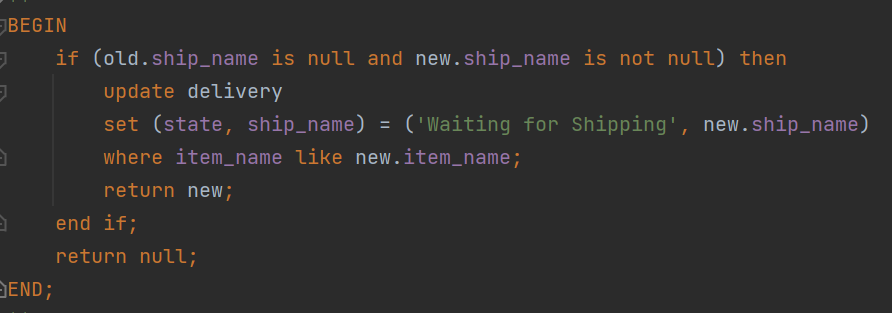 BEGIN
if (old.ship_name is null and new.ship_name is not null) then
update delivery
set (state, ship_name) = ('Waiting for Shipping', new.ship_name)
where item_name like new.item_name;
return new;
end if;
return null;
END;